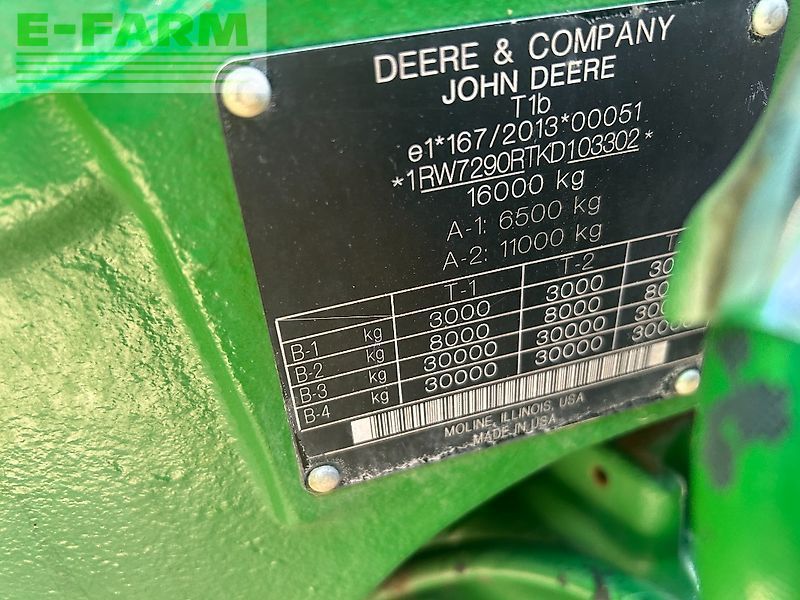 E-FARM
DEERE & COMPANY
JOHN DEERE
T1b
e1*167/2013*00051
*1RW7290RTKD103302*
16000 kg
A-1: 6500 kg
A-2: 11000 kg
T-1 T-2
B-1 kg 3000 3000
B-2 kg 8000 8000
B-3 kg 30000 30000
B-4 kg 30000 30000 30000
MOLINE, ILLINOIS, USA
MADE IN USA